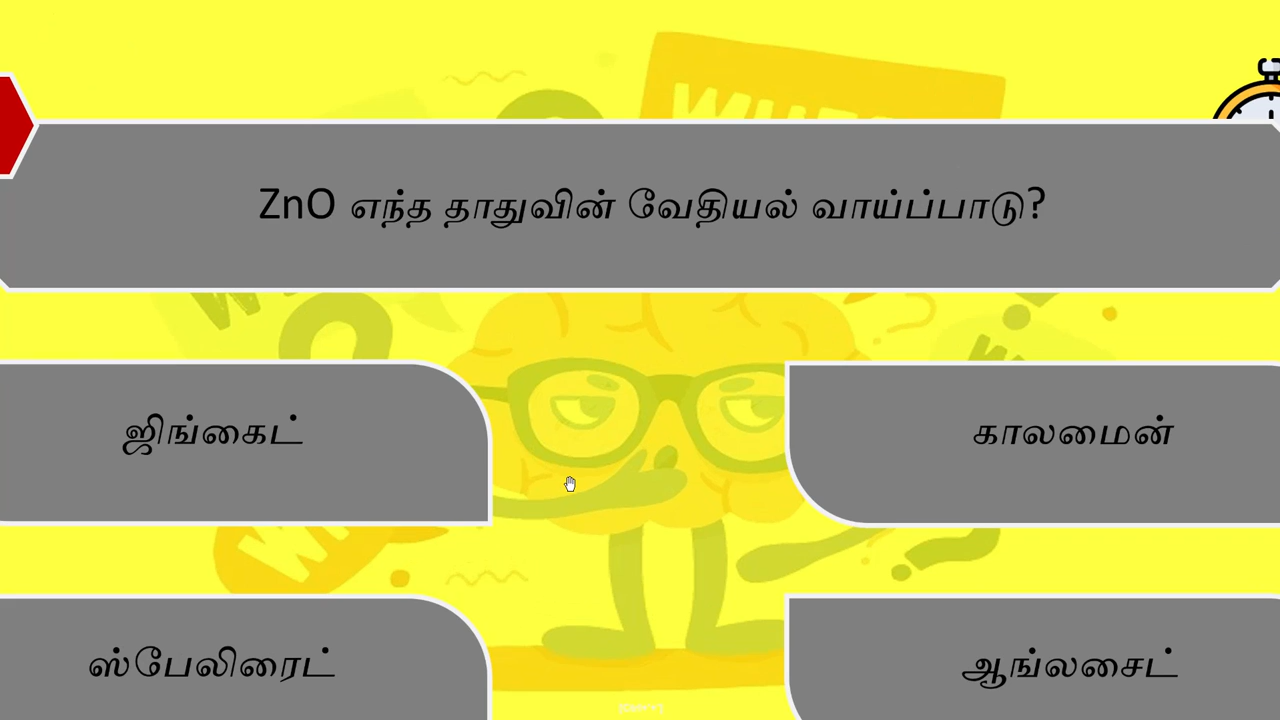 ZnO எந்த தாதுவின் வேதியல் வாய்ப்பாடு?
ஜிங்கைட்
காலமைன்
ஸ்பேலிரைட்
ஆங்லசைட்